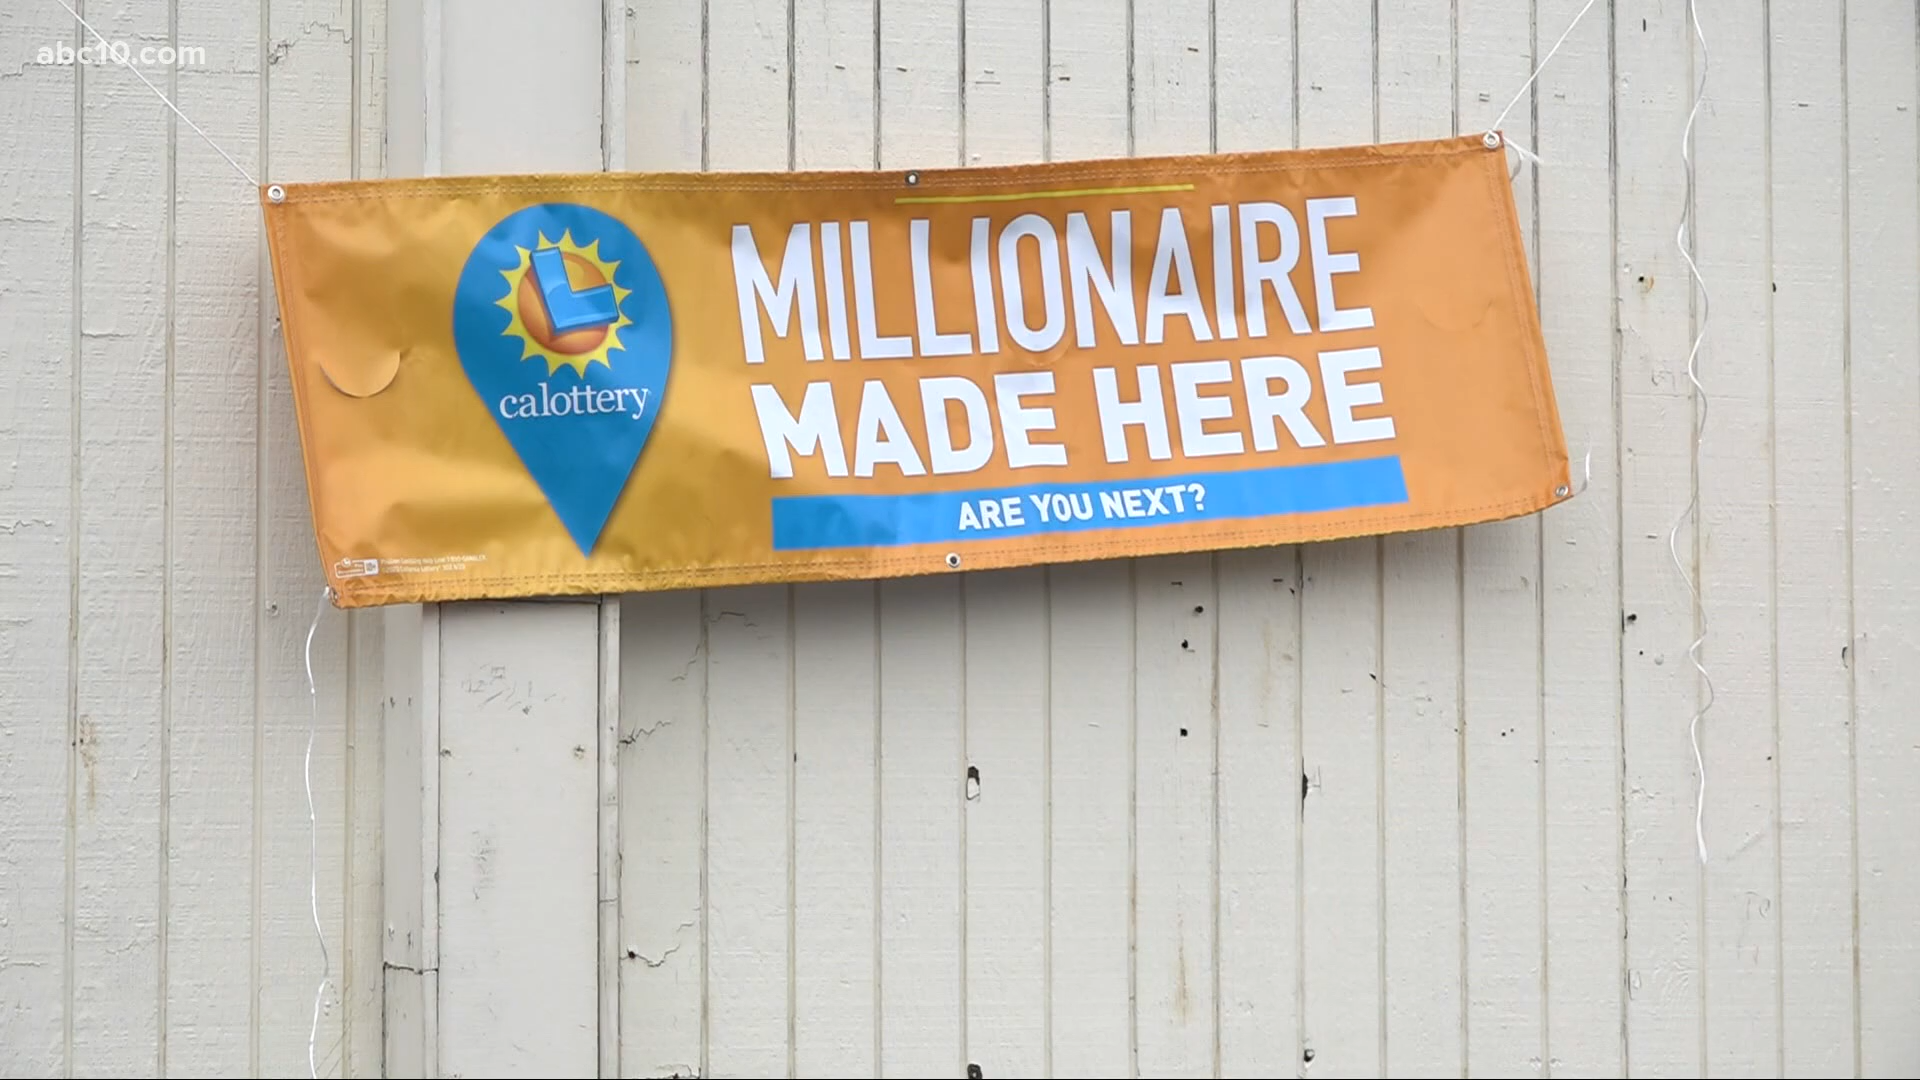 abc10.com
L
calottery
MILLIONAIRE
MADE HERE
ARE YOU NEXT?